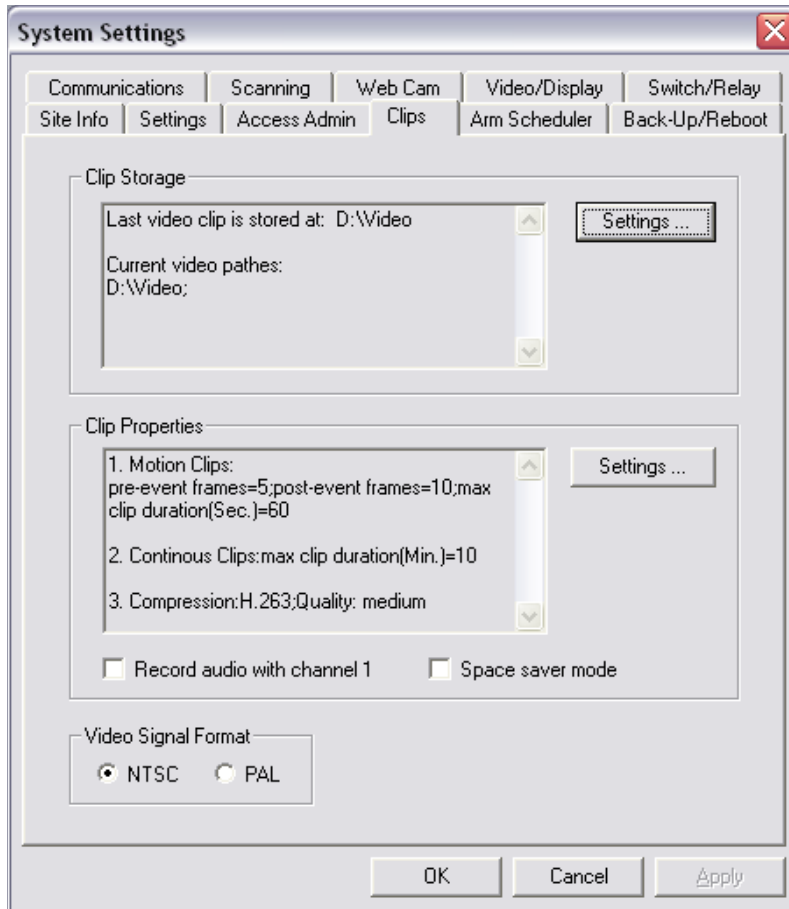 System Settings
Communications
Scanning
Web Cam
Video/Display
Switch/Relay
Site Info
Settings
Access Admin
Clips
Arm Scheduler
Back-Up/Reboot
Clip Storage
Last video clip is stored at:  D:\Video
Current video pathes:
D:\Video;
Settings ...
Clip Properties
1. Motion Clips:
pre-event frames=5;post-event frames=10;max
clip duration(Sec.)=60
2. Continous Clips:max clip duration(Min.)=10
3. Compression:H.263;Quality: medium
Settings ...
Record audio with channel 1
Space saver mode
Video Signal Format
NTSC
PAL
OK
Cancel
Apply